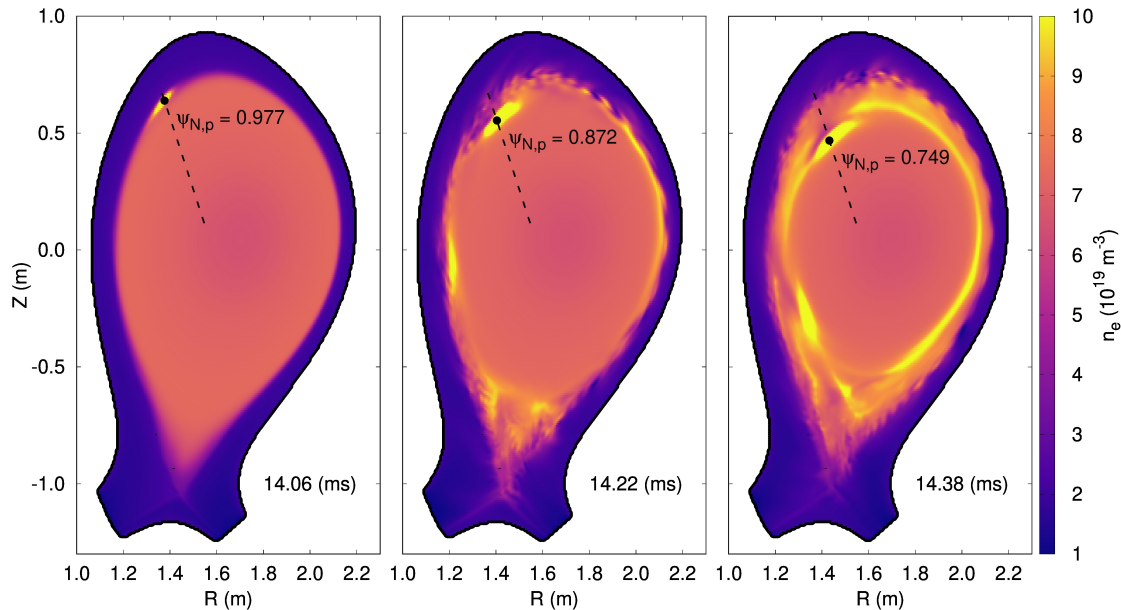 1.0
0.5
0.0
-0.5
-1.0
Z (m)
ψN,p = 0.977
14.06 (ms)
1.0 1.2 1.4 1.6 1.8 2.0 2.2
R (m)
ψN,p = 0.872
14.22 (ms)
1.0 1.2 1.4 1.6 1.8 2.0 2.2
R (m)
ψN,p = 0.749
14.38 (ms)
1.0 1.2 1.4 1.6 1.8 2.0 2.2
R (m)
10
9
8
7
6
5
4
3
2
1
ne (10^19 m^-3)